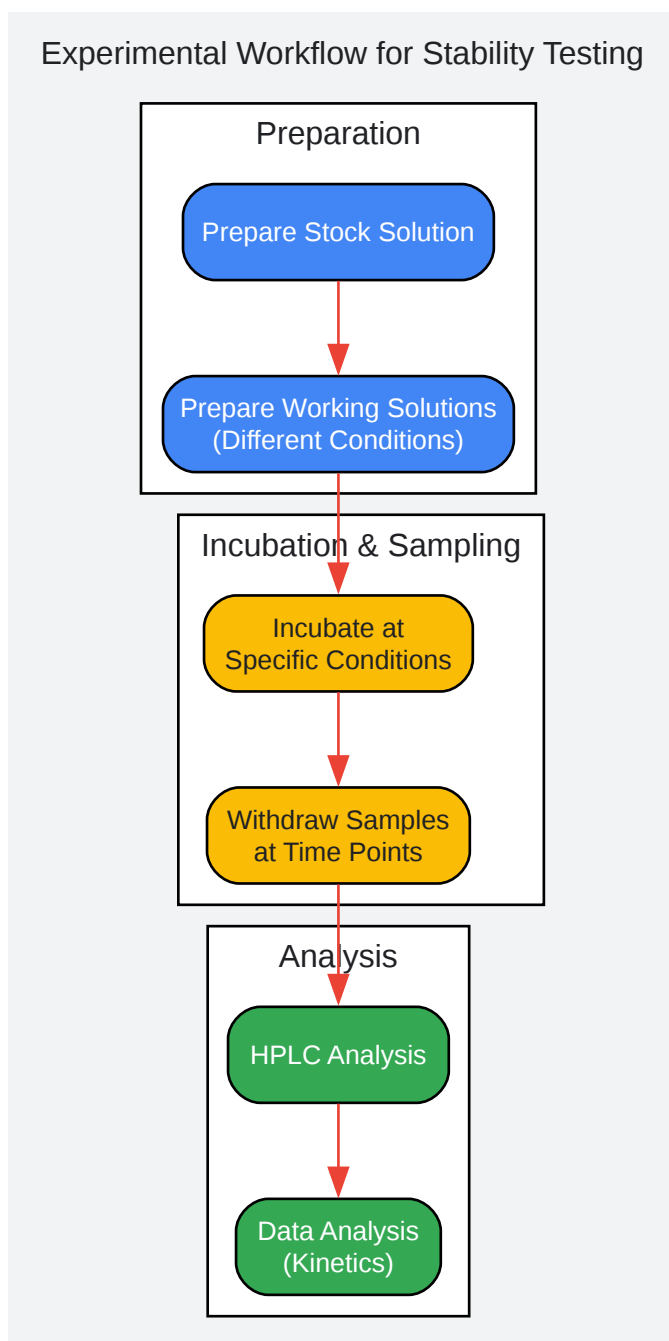 Experimental Workflow for Stability Testing
Preparation
Prepare Stock Solution
Prepare Working Solutions
(Different Conditions)
Incubation & Sampling
Incubate at
Specific Conditions
Withdraw Samples
at Time Points
Analysis
HPLC Analysis
Data Analysis
(Kinetics)